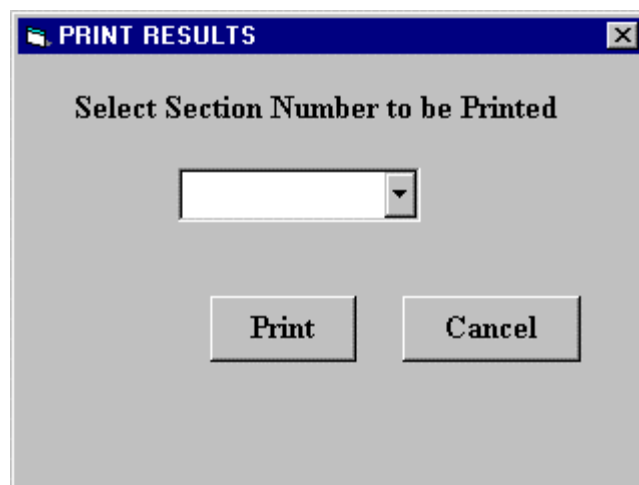 PRINT RESULTS
Select Section Number to be Printed
Print
Cancel